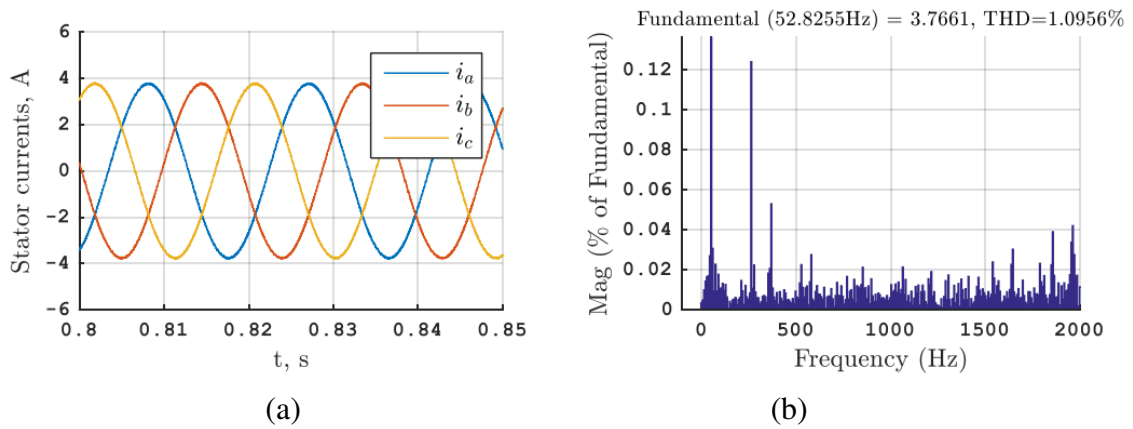 Fundamental (52.8255Hz) = 3.7661, THD=1.0956%
Stator currents, A
6
4
2
0
-2
-4
-6
i_a
i_b
i_c
0.8 0.81 0.82 0.83 0.84 0.85
t, s
(a)
Mag (% of Fundamental)
0.12
0.1
0.08
0.06
0.04
0.02
0
0 500 1000 1500 2000
Frequency (Hz)
(b)